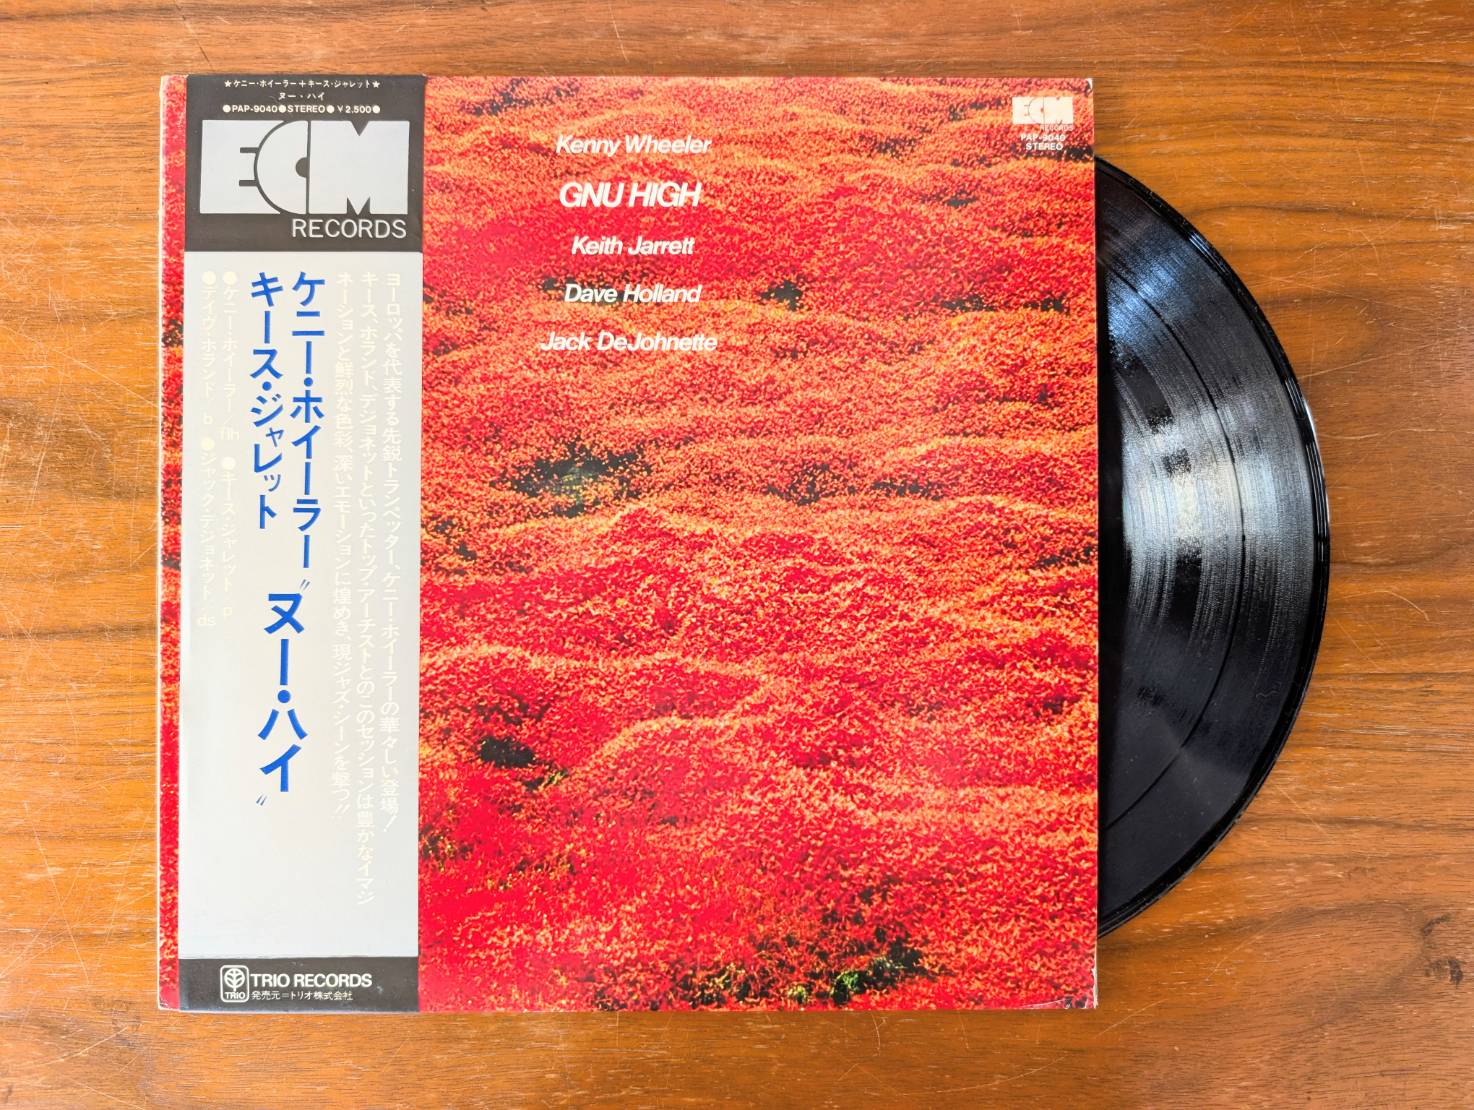 ★ケニー・ホイーラー+キース・ジャレット★
ヌー・ハイ
●PAP-9040●STEREO●￥2,500●
ECM
RECORDS
ヨーロッパを代表する先鋭トランペッター、ケニー・ホイーラーの華々しい登場！
キース、ホランド、デジョネットといったトップ・アーチストとのこのセッションは豊かなイマジ
ネーションと鮮烈な色彩、深いエモーションに煌めき、現ジャズ・シーンを撃つ!!
ケニー・ホイーラー
キース・ジャレット
“ヌー・ハイ”
●ケニー・ホイーラー flh ●キース・ジャレット p
●デイヴ・ホランド b ●ジャック・デジョネット ds
TRIO
TRIO RECORDS
発売元=トリオ株式会社
Kenny Wheeler
GNU HIGH
Keith Jarrett
Dave Holland
Jack DeJohnette
ECM
RECORDS
PAP-9040
STEREO